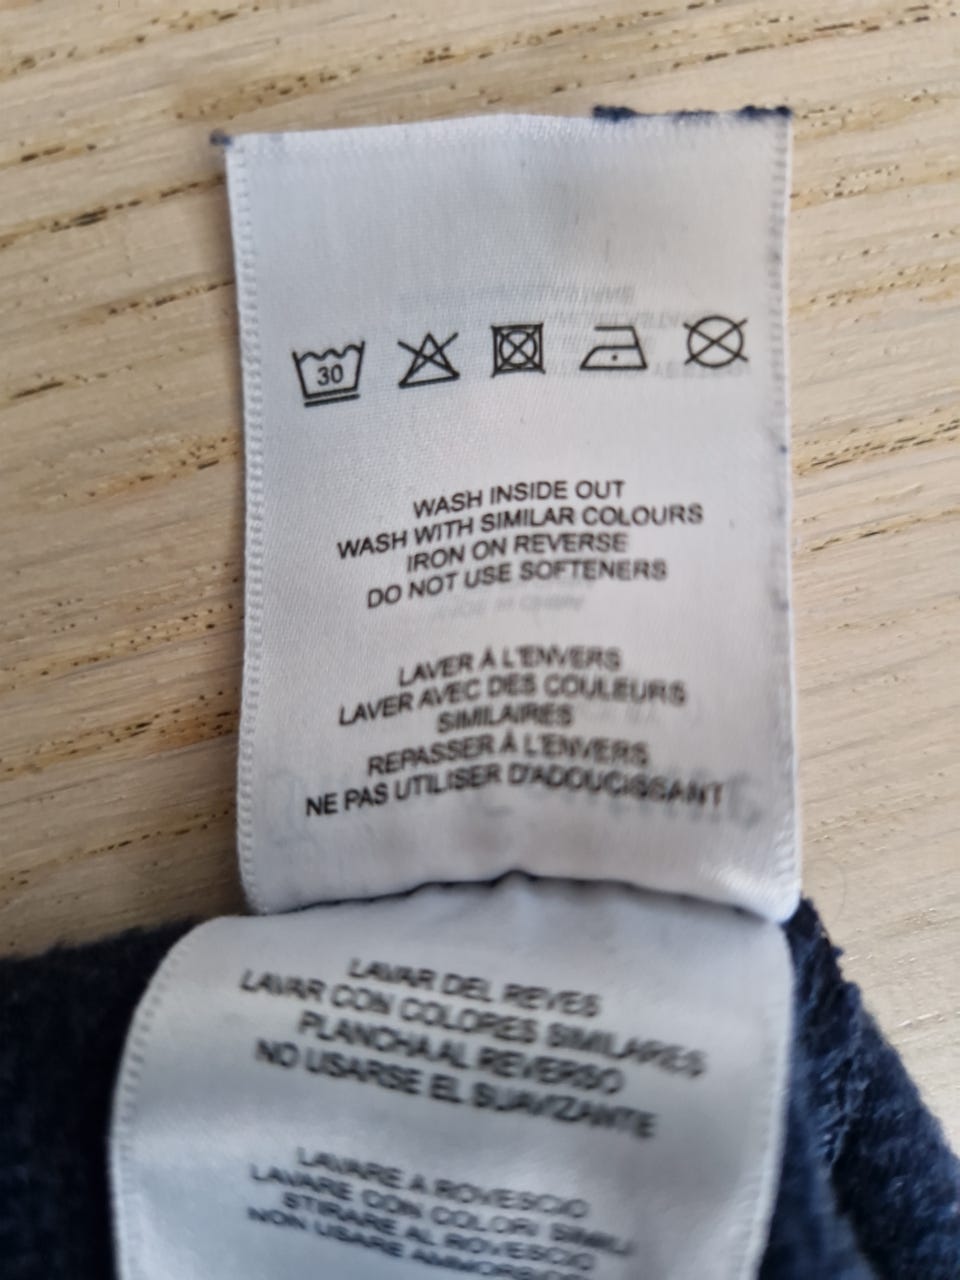 30
WASH INSIDE OUT
WASH WITH SIMILAR COLOURS
IRON ON REVERSE
DO NOT USE SOFTENERS
LAVER À L'ENVERS
LAVER AVEC DES COULEURS
SIMILAIRES
REPASSER À L'ENVERS
NE PAS UTILISER D'ADOUCISSANT
LAVAR DEL REVES
LAVAR CON COLORES SIMILARES
PLANCHA AL REVERSO
NO USARSE EL SUAVIZANTE
LAVARE A ROVESCIO
LAVARE CON COLORI SIMILI
STIRARE AL ROVESCIO
NON USARE